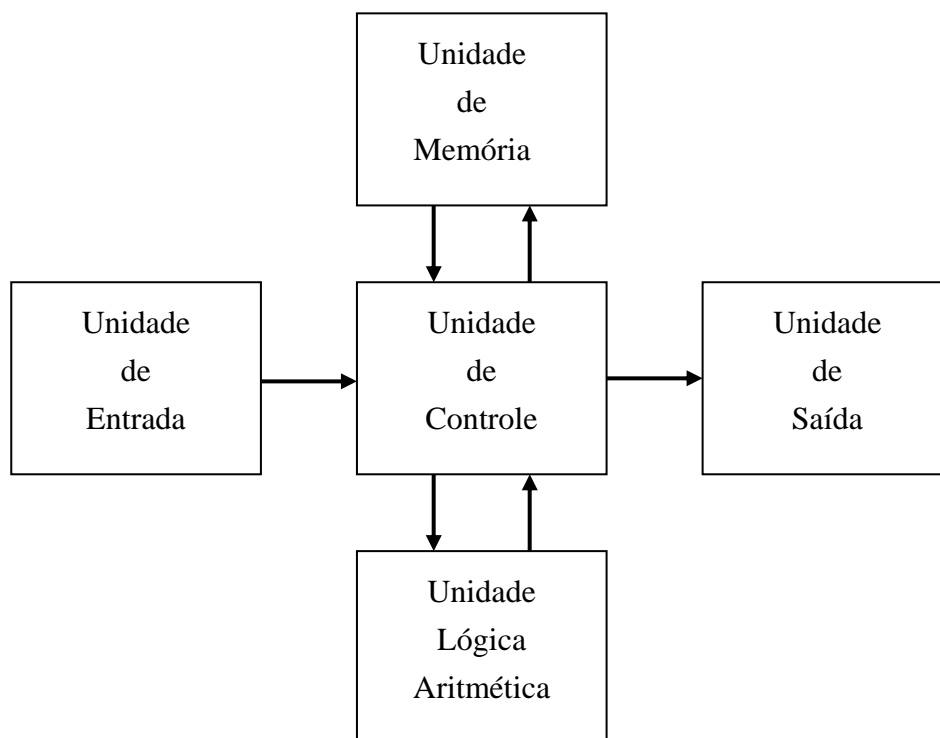 Unidade
de
Memória
Unidade
de
Entrada
Unidade
de
Controle
Unidade
de
Saída
Unidade
Lógica
Aritmética